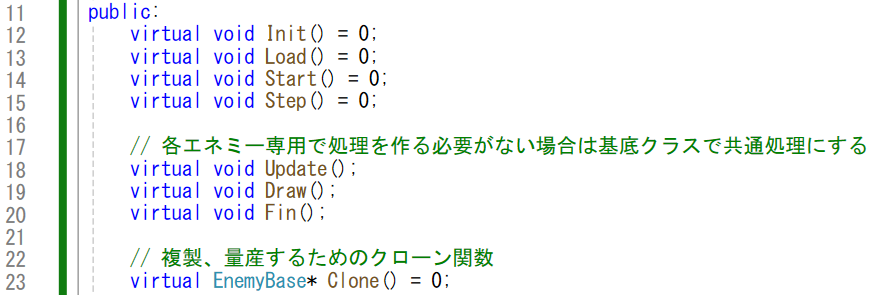 11 public:
12 virtual void Init() = 0;
13 virtual void Load() = 0;
14 virtual void Start() = 0;
15 virtual void Step() = 0;
16
17 // 各エネミー専用で処理を作る必要がない場合は基底クラスで共通処理にする
18 virtual void Update();
19 virtual void Draw();
20 virtual void Fin();
21
22 // 複製、量産するためのクローン関数
23 virtual EnemyBase* Clone() = 0;